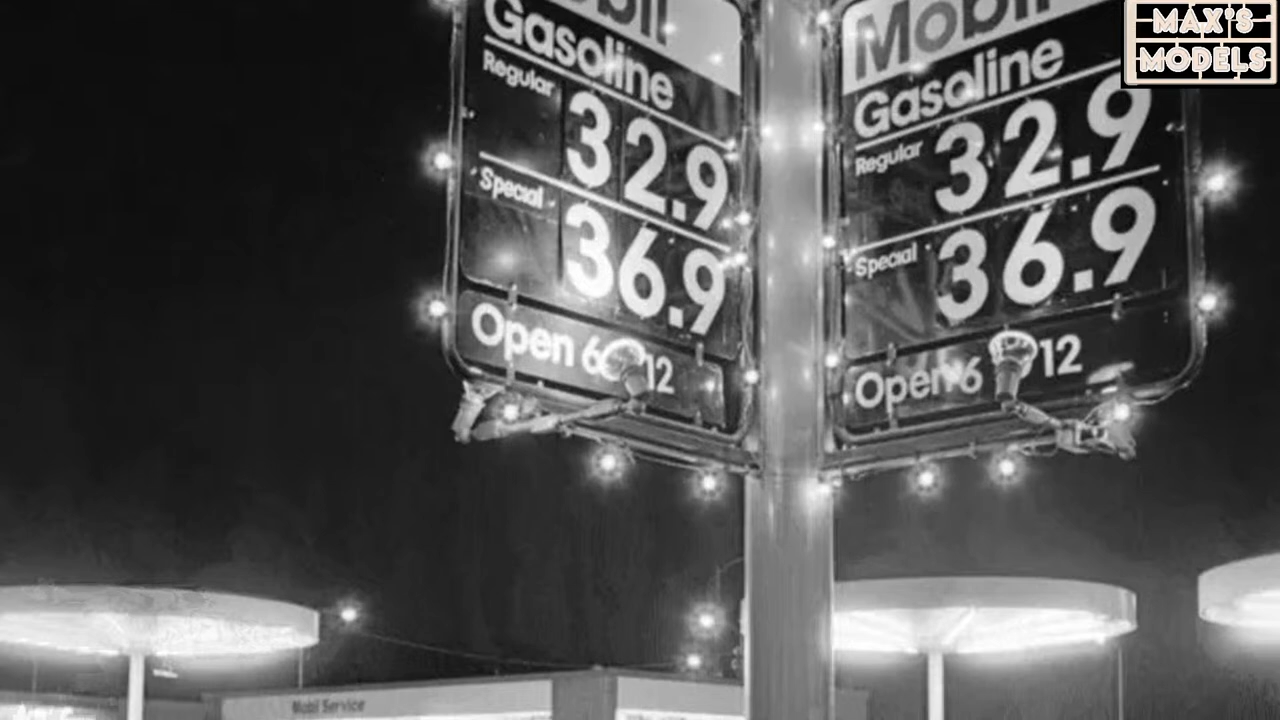 Mobil
Gasoline
Regular
32.9
Special
36.9
Open 6 12
Mobil
Gasoline
Regular
32.9
Special
36.9
Open 6 12
MAX'S
MODELS
Mobil Service